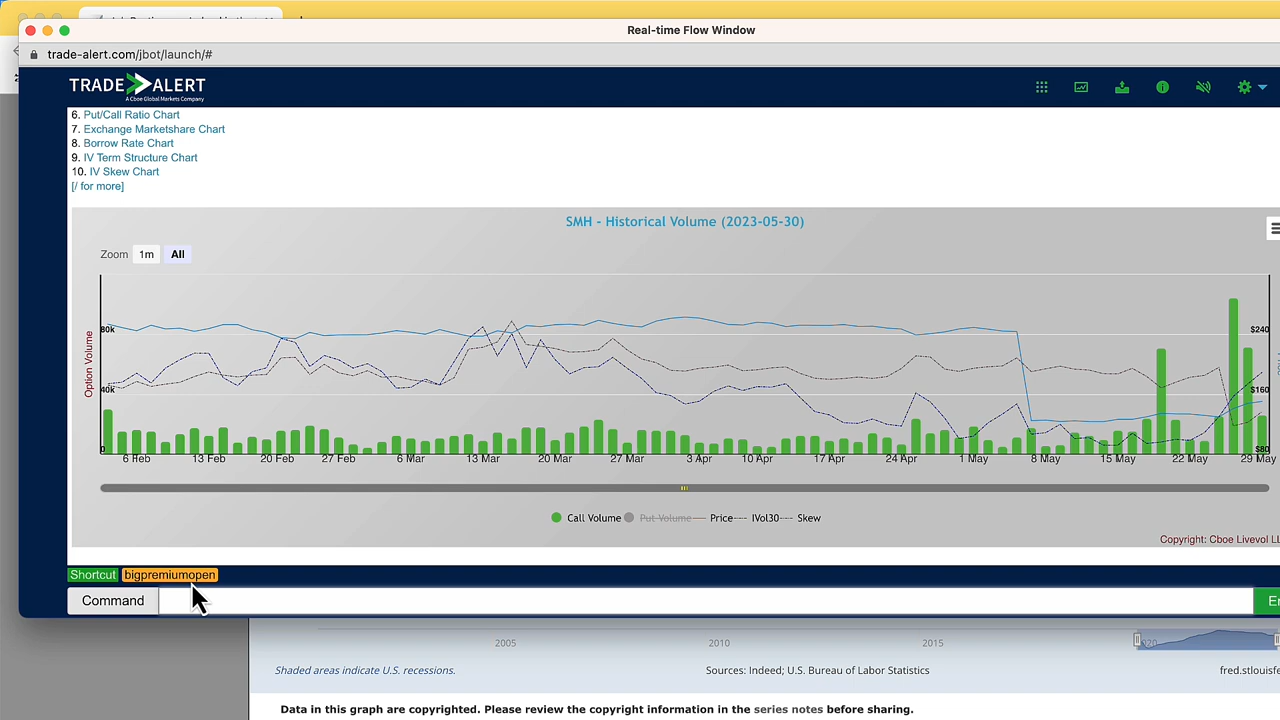 Real-time Flow Window
trade-alert.com/jbot/launch/#
TRADE ALERT
A Cboe Global Markets Company
6. Put/Call Ratio Chart
7. Exchange Marketshare Chart
8. Borrow Rate Chart
9. IV Term Structure Chart
10. IV Skew Chart
[/ for more]
SMH - Historical Volume (2023-05-30)
Zoom 1m All
80k
$240
Option Volume
40k
$160
0
$80
6 Feb 13 Feb 20 Feb 27 Feb 6 Mar 13 Mar 20 Mar 27 Mar 3 Apr 10 Apr 17 Apr 24 Apr 1 May 8 May 15 May 22 May 29 May
Call Volume Put Volume Price IVol30 Skew
Copyright: Cboe Livevol LL
Shortcut bigpremiumopen
Command
En
2005 2010 2015 2020
Shaded areas indicate U.S. recessions. Sources: Indeed; U.S. Bureau of Labor Statistics fred.stlouisfe
Data in this graph are copyrighted. Please review the copyright information in the series notes before sharing.